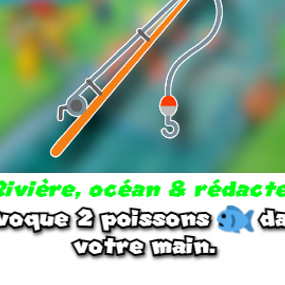 Rivière, océan & rédacte
voque 2 poissons 🐟 da
votre main.